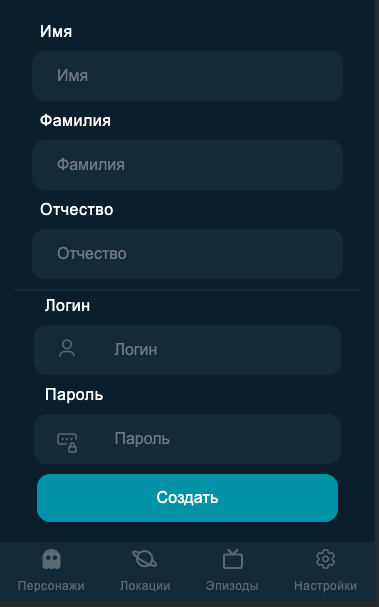 Имя
Имя
Фамилия
Фамилия
Отчество
Отчество
Логин
Логин
Пароль
Пароль
Создать
Персонажи Локации Эпизоды Настройки